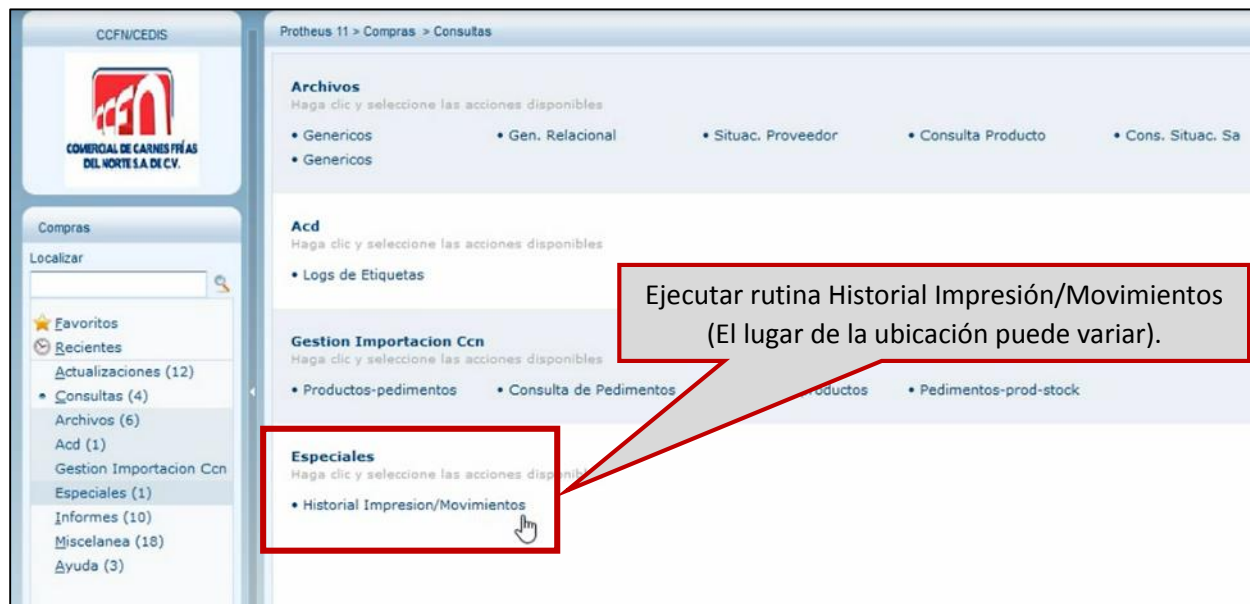 CCFN/CEDIS
ccfn
COMERCIAL DE CARNES FRÍAS
DEL NORTE S.A. DE C.V.
Compras
Localizar
Favoritos
Recientes
Actualizaciones (12)
• Consultas (4)
Archivos (6)
Acd (1)
Gestion Importacion Ccn
Especiales (1)
Informes (10)
Miscelanea (18)
Ayuda (3)
Protheus 11 > Compras > Consultas
Archivos
Haga clic y seleccione las acciones disponibles
• Genericos • Gen. Relacional • Situac. Proveedor • Consulta Producto • Cons. Situac. Sa
• Genericos
Acd
Haga clic y seleccione las acciones disponibles
• Logs de Etiquetas
Ejecutar rutina Historial Impresión/Movimientos
(El lugar de la ubicación puede variar).
Gestion Importacion Ccn
Haga clic y seleccione las acciones disponibles
• Productos-pedimentos • Consulta de Pedimentos • Pedimentos-prod-stock
Especiales
Haga clic y seleccione las acciones
• Historial Impresion/Movimientos